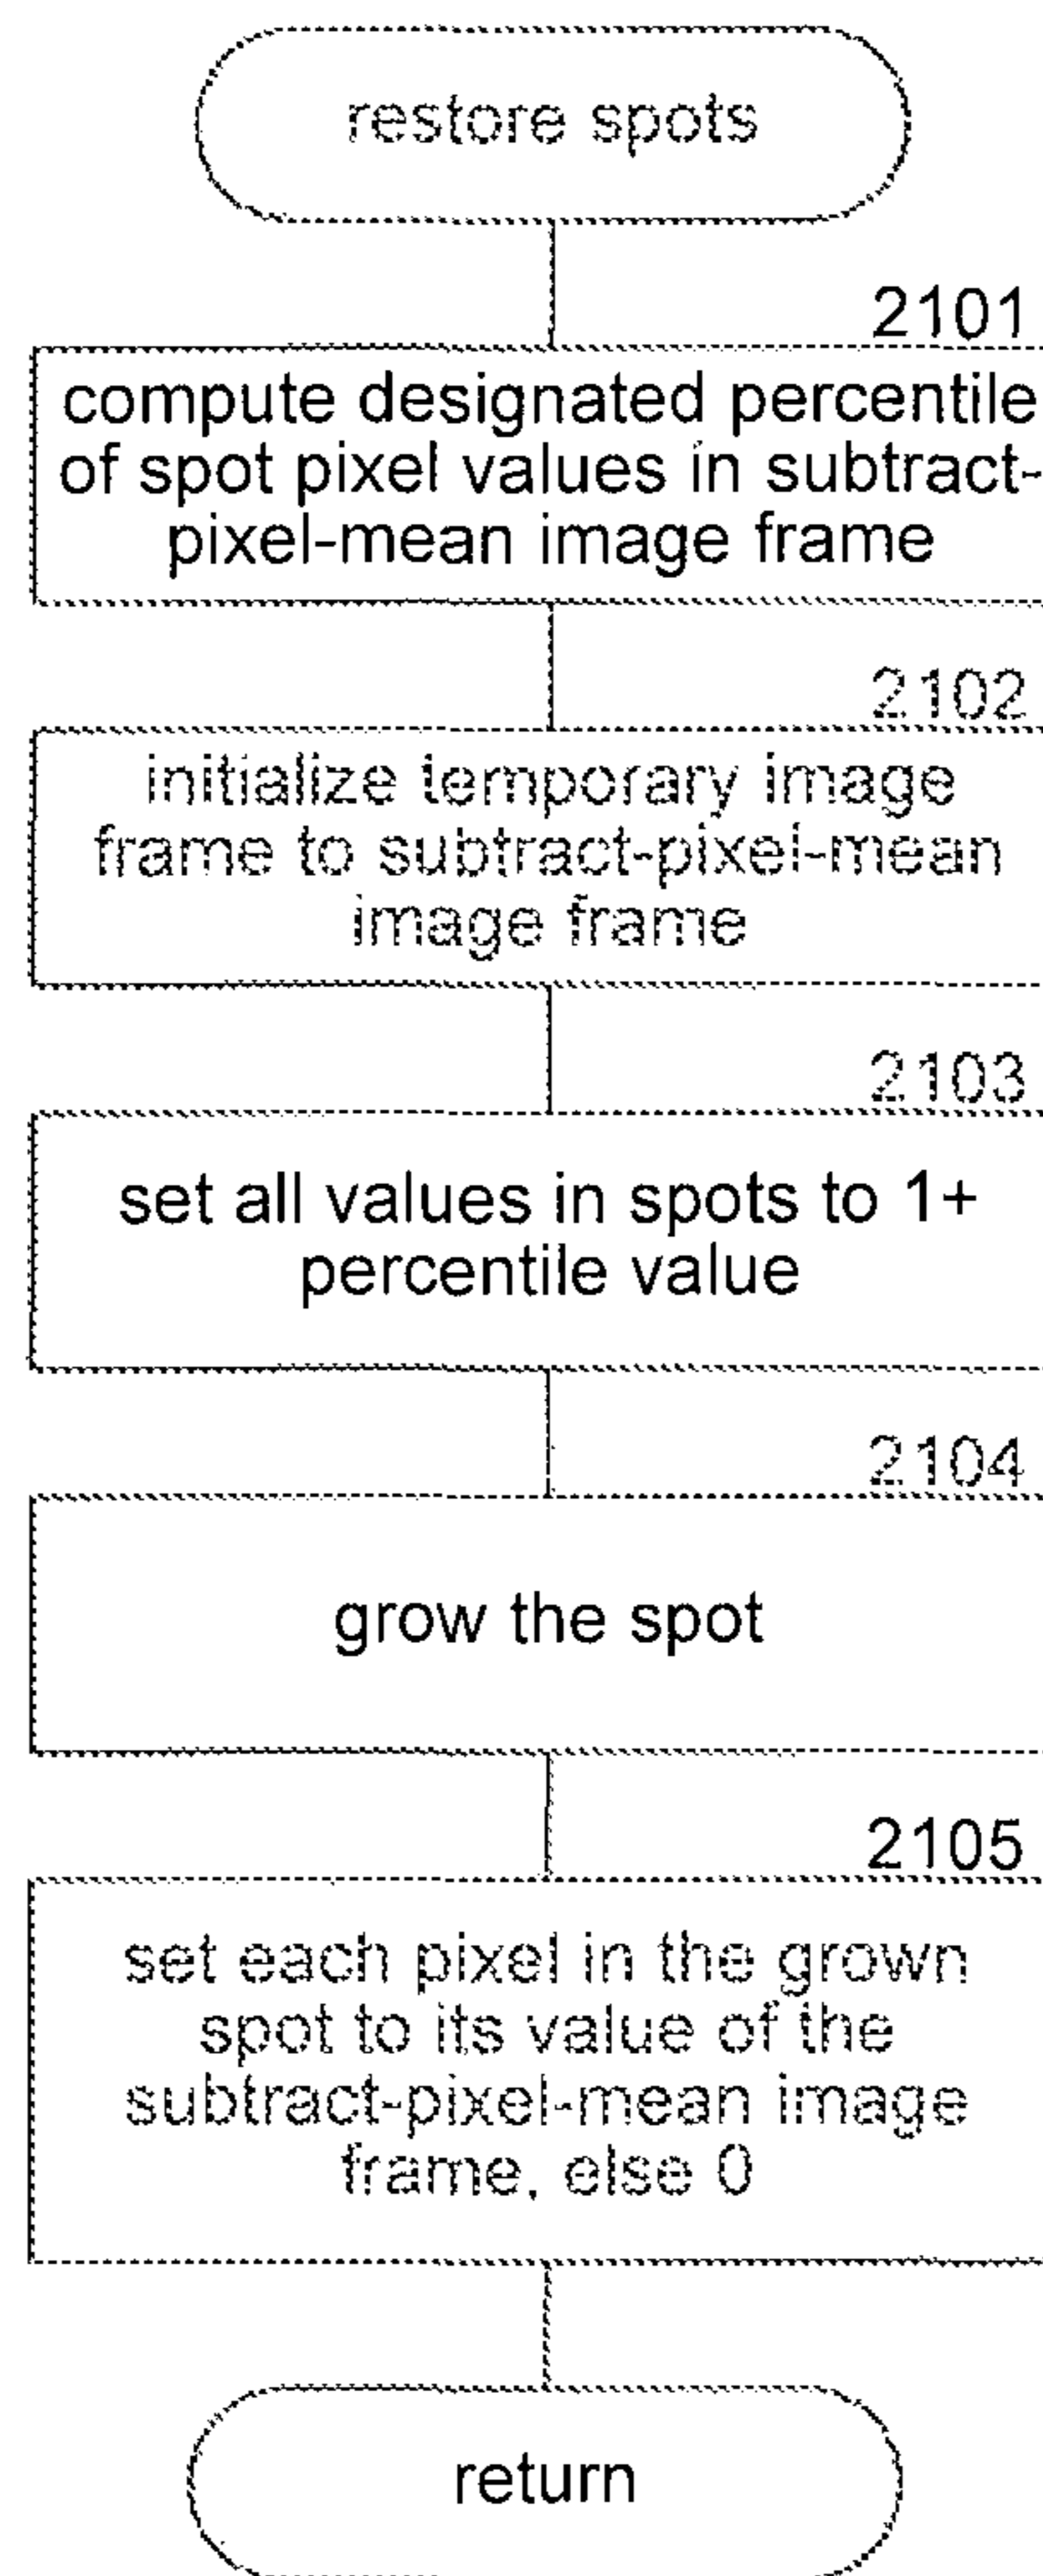 restore spots
2101
compute designated percentile
of spot pixel values in subtract-
pixel-mean image frame
2102
initialize temporary image
frame to subtract-pixel-mean
image frame
2103
set all values in spots to 1+
percentile value
2104
grow the spot
2105
set each pixel in the grown
spot to its value of the
subtract-pixel-mean image
frame, else 0
return